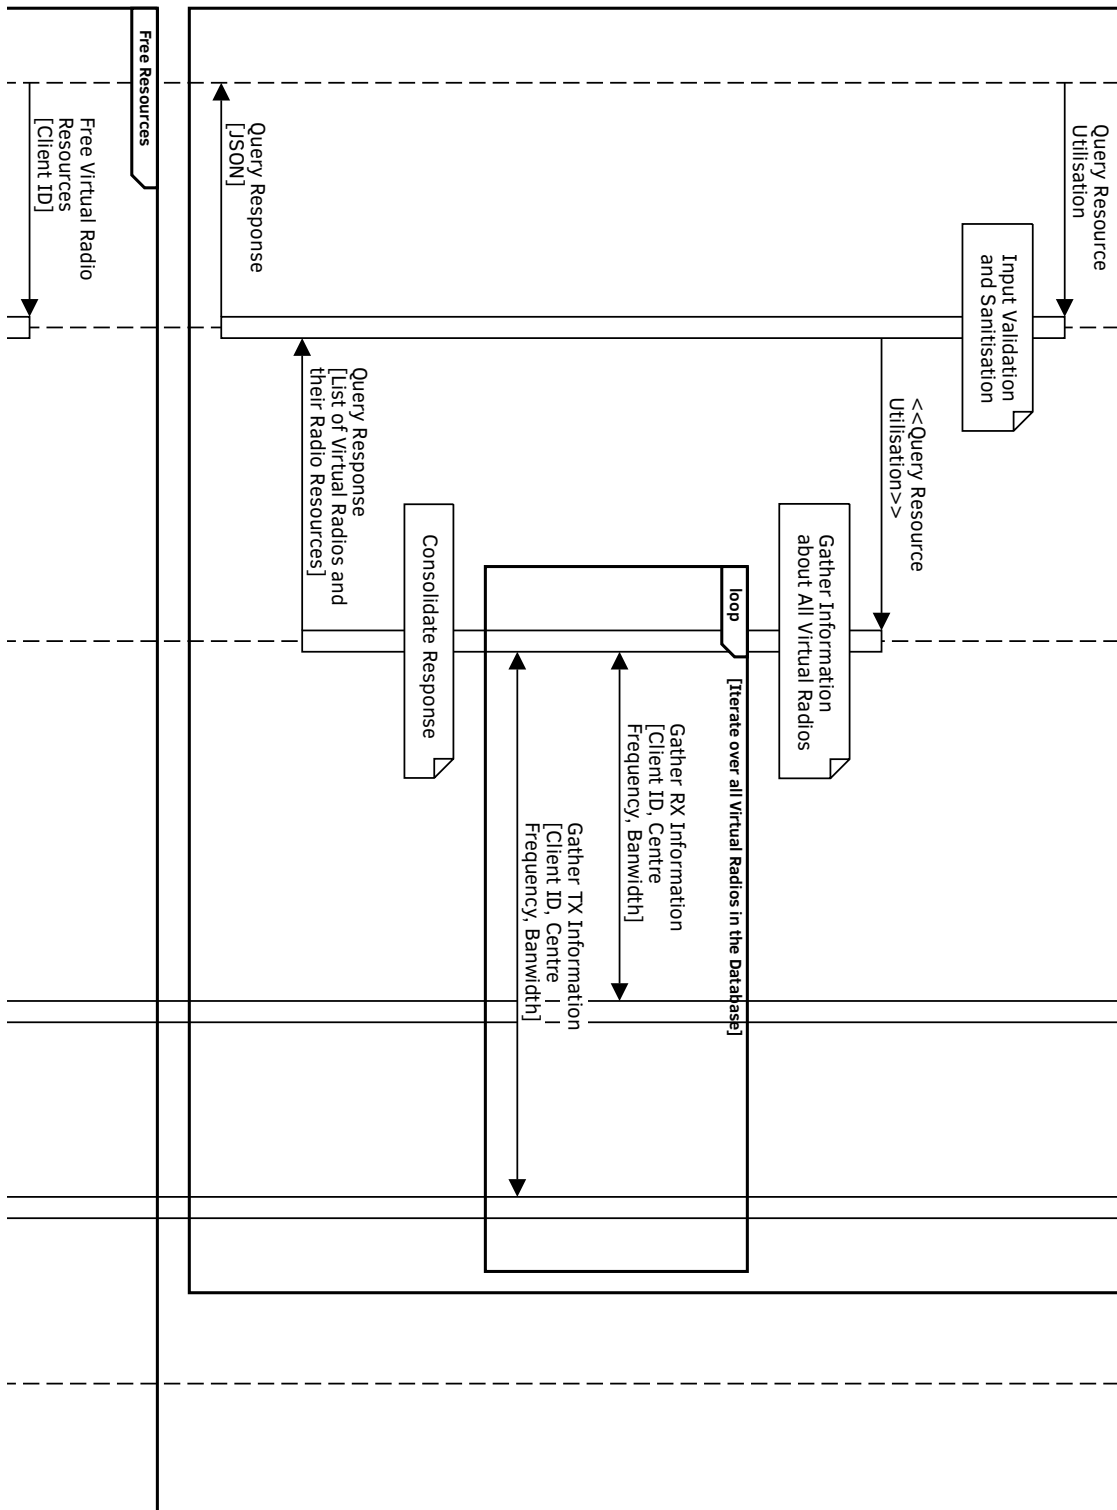 Query Resource
Utilisation
Input Validation
and Sanitisation
<<Query Resource
Utilisation>>
Gather Information
about All Virtual Radios
loop
[Iterate over all Virtual Radios in the Database]
Gather RX Information
[Client ID, Centre
Frequency, Banwidth]
Gather TX Information
[Client ID, Centre
Frequency, Banwidth]
Consolidate Response
Query Response
[List of Virtual Radios and
their Radio Resources]
Query Response
[JSON]
Free Resources
Free Virtual Radio
Resources
[Client ID]